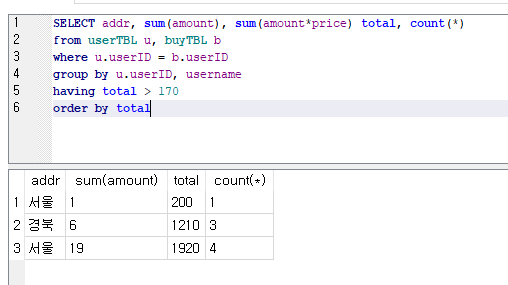 1 SELECT addr, sum(amount), sum(amount*price) total, count(*)
2 from userTBL u, buyTBL b
3 where u.userID = b.userID
4 group by u.userID, username
5 having total > 170
6 order by total
addr sum(amount) total count(*)
1 서울 1 200 1
2 경북 6 1210 3
3 서울 19 1920 4